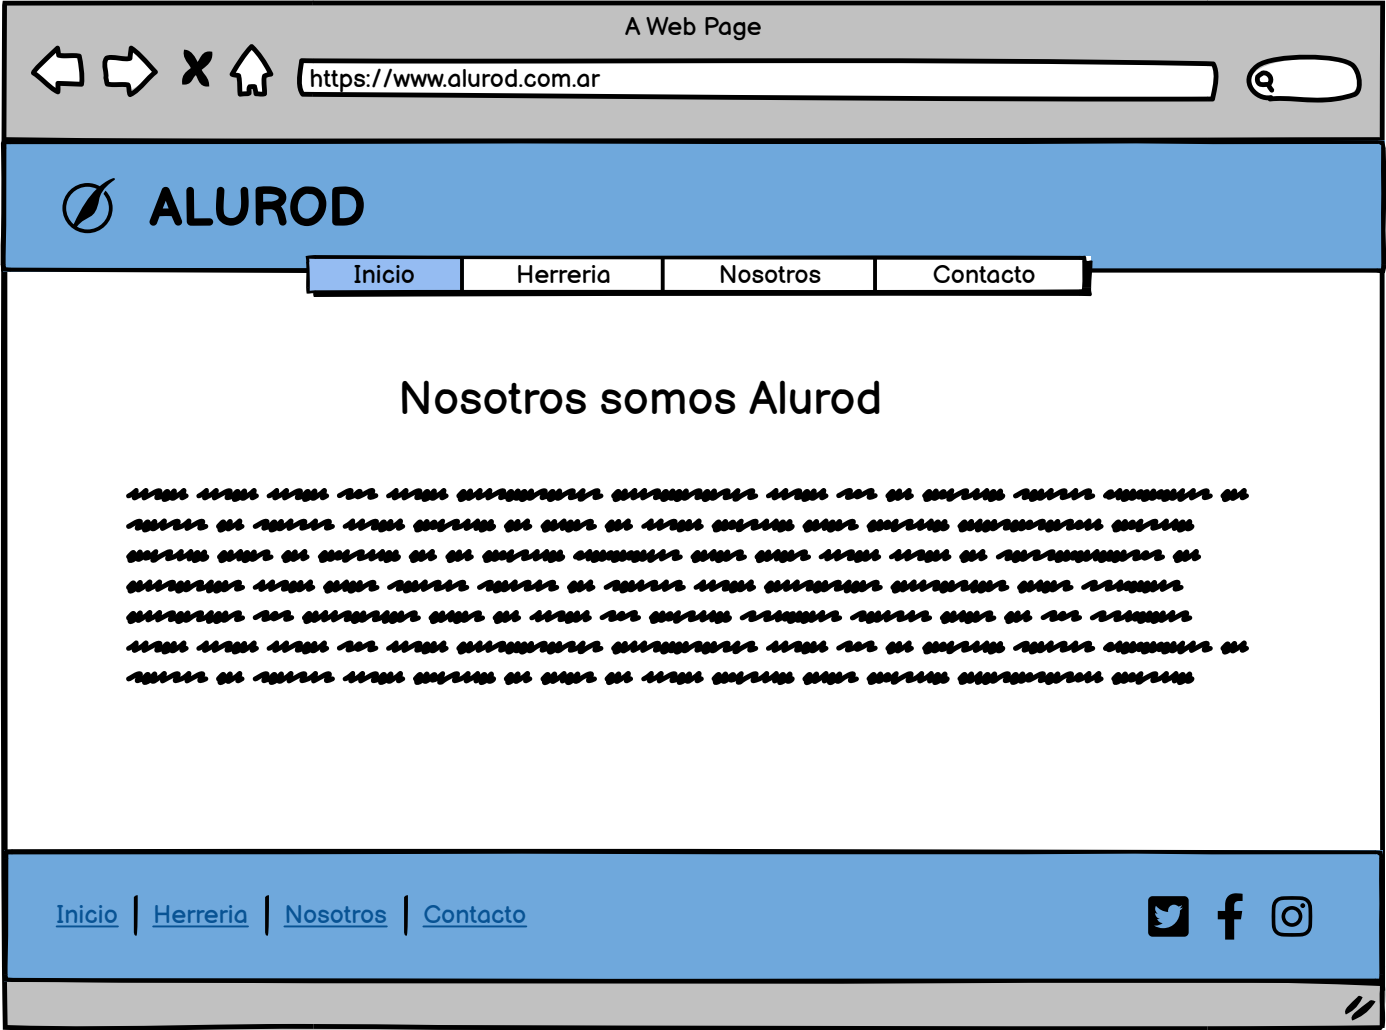 A Web Page
https://www.alurod.com.ar
ALUROD
Inicio Herreria Nosotros Contacto
Nosotros somos Alurod
Inicio Herreria Nosotros Contacto